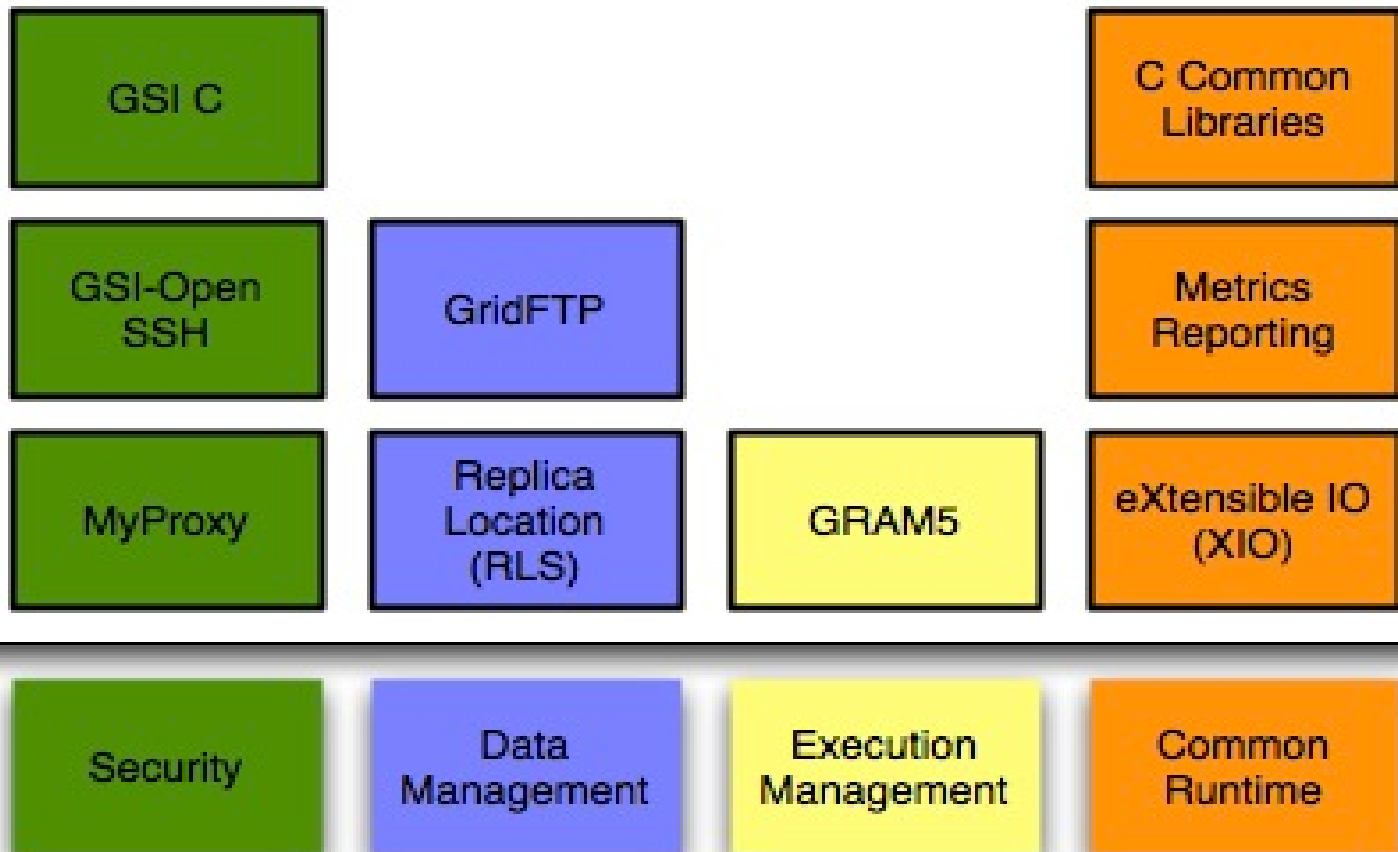 GSI C
C Common
Libraries
GSI-Open
SSH
GridFTP
Metrics
Reporting
MyProxy
Replica
Location
(RLS)
GRAM5
eXtensible IO
(XIO)
Security
Data
Management
Execution
Management
Common
Runtime